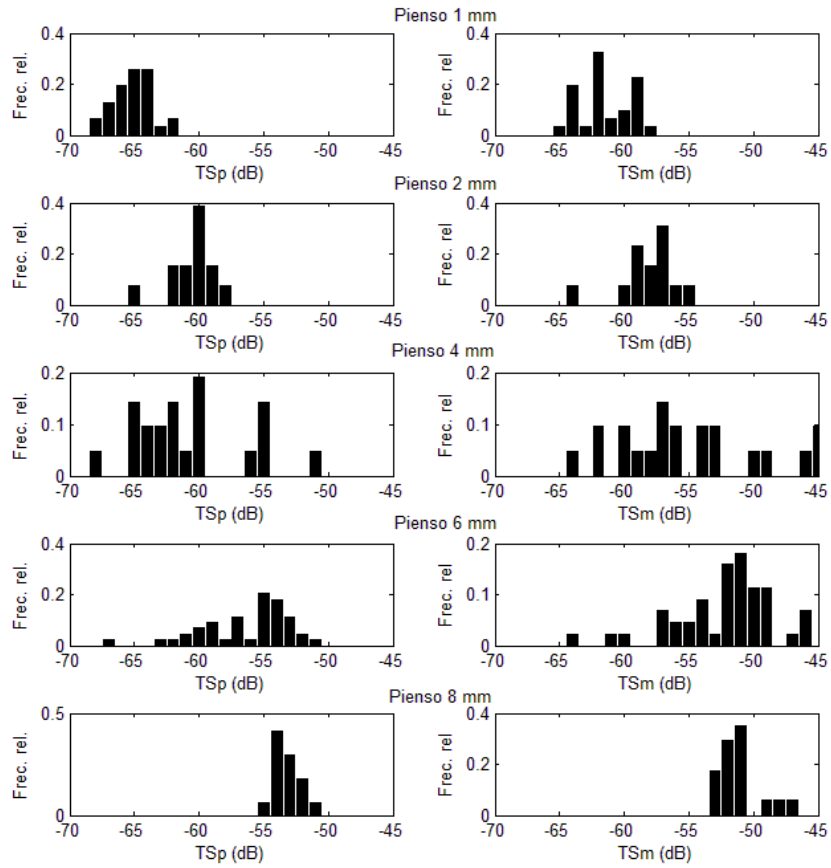 Pienso 1 mm
0.4
0.2
0
Frec. rel.
-70 -65 -60 -55 -50 -45
TSp (dB)
0.4
0.2
0
Frec. rel
-70 -65 -60 -55 -50 -45
TSm (dB)
Pienso 2 mm
0.4
0.2
0
Frec. rel.
-70 -65 -60 -55 -50 -45
TSp (dB)
0.4
0.2
0
Frec. rel.
-70 -65 -60 -55 -50 -45
TSm (dB)
Pienso 4 mm
0.2
0.1
0
Frec. rel.
-70 -65 -60 -55 -50 -45
TSp (dB)
0.2
0.1
0
Frec. rel
-70 -65 -60 -55 -50 -45
TSm (dB)
Pienso 6 mm
0.4
0.2
0
Frec. rel.
-70 -65 -60 -55 -50 -45
TSp (dB)
0.2
0.1
0
Frec. rel
-70 -65 -60 -55 -50 -45
TSm (dB)
Pienso 8 mm
0.5
0
Frec. rel.
-70 -65 -60 -55 -50 -45
TSp (dB)
0.4
0.2
0
Frec. rel
-70 -65 -60 -55 -50 -45
TSm (dB)